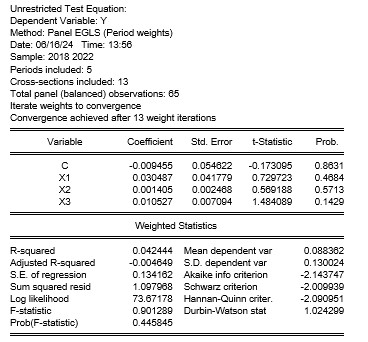 Unrestricted Test Equation:
Dependent Variable: Y
Method: Panel EGLS (Period weights)
Date: 06/16/24 Time: 13:56
Sample: 2018 2022
Periods included: 5
Cross-sections included: 13
Total panel (balanced) observations: 65
Iterate weights to convergence
Convergence achieved after 13 weight iterations
Variable Coefficient Std. Error t-Statistic Prob.
C -0.009455 0.054622 -0.173095 0.8631
X1 0.030487 0.041779 0.729723 0.4684
X2 0.001405 0.002468 0.569188 0.5713
X3 0.010527 0.007094 1.484089 0.1429
Weighted Statistics
R-squared 0.042444 Mean dependent var 0.088362
Adjusted R-squared -0.004649 S.D. dependent var 0.130024
S.E. of regression 0.134162 Akaike info criterion -2.143747
Sum squared resid 1.097968 Schwarz criterion -2.009939
Log likelihood 73.67178 Hannan-Quinn criter. -2.090951
F-statistic 0.901289 Durbin-Watson stat 1.024299
Prob(F-statistic) 0.445845